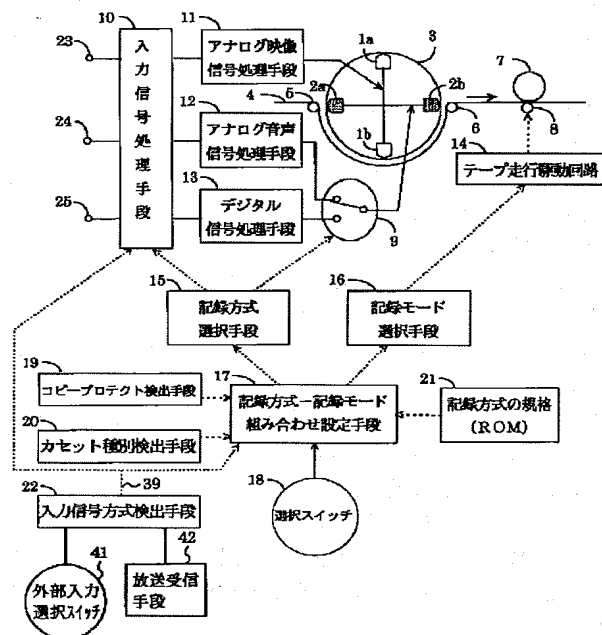 10
11
1a
3
23
アナログ映像
信号処理手段
7
入力信号処理手段
2a
2b
4
5
12
24
アナログ音声
信号処理手段
1b
6
8
14
テープ走行駆動回路
13
25
デジタル
信号処理手段
9
15
記録方式
選択手段
16
記録モード
選択手段
19
コピープロテクト検出手段
17
記録方式－記録モード
組み合わせ設定手段
21
記録方式の規格
(ROM)
20
カセット種別検出手段
39
22
入力信号方式検出手段
18
選択スイッチ
41
外部入力
選択スイッチ
42
放送受信
手段